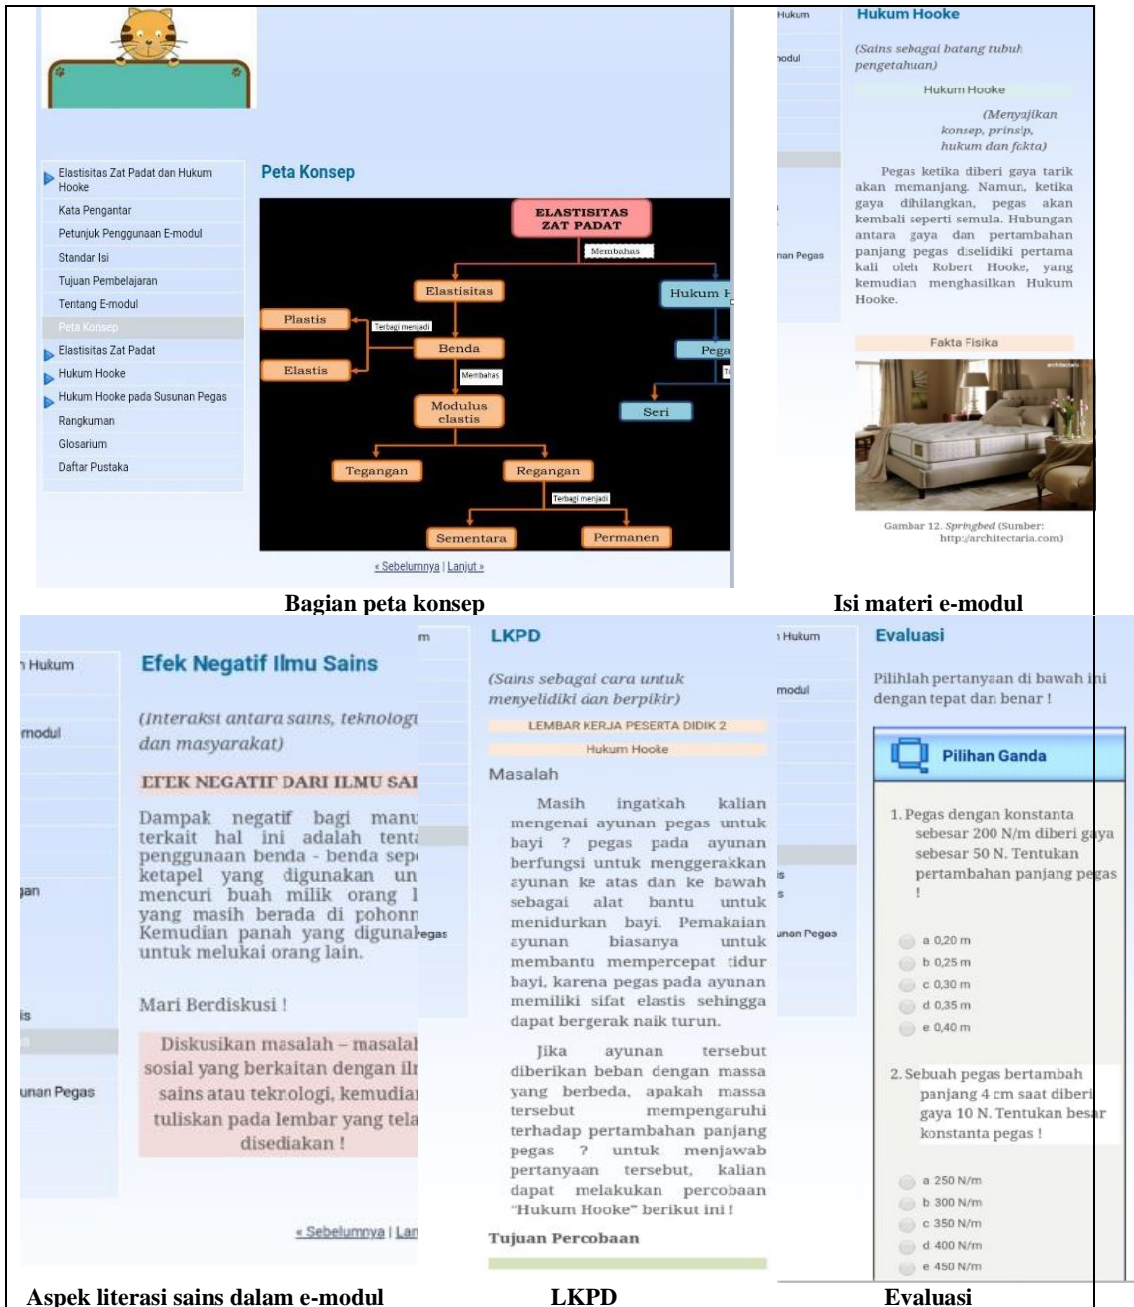 Elastisitas Zat Padat dan Hukum
Hooke
Kata Pengantar
Petunjuk Penggunaan E-modul
Standar Isi
Tujuan Pembelajaran
Tentang E-modul
Peta Konsep
Elastisitas Zat Padat
Hukum Hooke
Hukum Hooke pada Susunan Pegas
Rangkuman
Glosarium
Daftar Pustaka
Peta Konsep
ELASTISITAS
ZAT PADAT
Membahas
Elastisitas
Hukum H
Plastis
Terbagi menjadi
Benda
Pega
Elastis
Membahas
Modulus
elastis
Seri
Tegangan
Regangan
Terbagi menjadi
Sementara
Permanen
« Sebelumnya | Lanjut »
Bagian peta konsep
Hukum
nodul
nan Pegas
Hukum Hooke
(Sains sebagai batang tubuh
pengetahuan)
Hukum Hooke
(Menyajikan
konsep, prinsip,
hukum dan fakta)
Pegas ketika diberi gaya tarik
akan memanjang. Namun, ketika
gaya dihilangkan, pegas akan
kembali seperti semula. Hubungan
antara gaya dan pertambahan
panjang pegas diselidiki pertama
kali oleh Robert Hooke, yang
kemudian menghasilkan Hukum
Hooke.
Fakta Fisika
Gambar 12. Springbed (Sumber:
http:/architectaria.com)
Isi materi e-modul
n Hukum
modul
gan
is
unan Pegas
Efek Negatif Ilmu Sains
(Interaksi antara sains, teknologi
dan masyarakat)
EFEK NEGATIF DARI ILMU SAI
Dampak negatif bagi manu
terkait hal ini adalah tenta
penggunaan benda - benda sepe
ketapel yang digunakan un
mencuri buah milik orang l
yang masih berada di pohonn
Kemudian panah yang diguna
untuk melukai orang lain.
Mari Berdiskusi !
Diskusikan masalah – masalah
sosial yang berkaitan dengan ilm
sains atau teknologi, kemudian
tuliskan pada lembar yang tela
disediakan !
« Sebelumnya | Lan
Aspek literasi sains dalam e-modul
m
egas
LKPD
(Sains sebagai cara untuk
menyelidiki dan berpikir)
LEMBAR KERJA PESERTA DIDIK 2
Hukum Hooke
Masalah
Masih ingatkah kalian
mengenai ayunan pegas untuk
bayi ? pegas pada ayunan
berfungsi untuk menggerakkan
ayunan ke atas dan ke bawah
sebagai alat bantu untuk
menidurkan bayi. Pemakaian
ayunan biasanya untuk
membantu mempercepat tidur
bayi, karena pegas pada ayunan
memiliki sifat elastis sehingga
dapat bergerak naik turun.
Jika ayunan tersebut
diberikan beban dengan massa
yang berbeda, apakah massa
tersebut mempengaruhi
terhadap pertambahan panjang
pegas ? untuk menjawab
pertanyaan tersebut, kalian
dapat melakukan percobaan
"Hukum Hooke" berikut ini !
Tujuan Percobaan
LKPD
n Hukum
modul
is
s
unan Pegas
Evaluasi
Pilihlah pertanyaan di bawah ini
dengan tepat dan benar !
Pilihan Ganda
1. Pegas dengan konstanta
sebesar 200 N/m diberi gaya
sebesar 50 N. Tentukan
pertambahan panjang pegas
!
a 0,20 m
b 0,25 m
c 0,30 m
d 0,35 m
e 0,40 m
2. Sebuah pegas bertambah
panjang 4 cm saat diberi
gaya 10 N. Tentukan besar
konstanta pegas !
a 250 N/m
b 300 N/m
c 350 N/m
d 400 N/m
e 450 N/m
Evaluasi